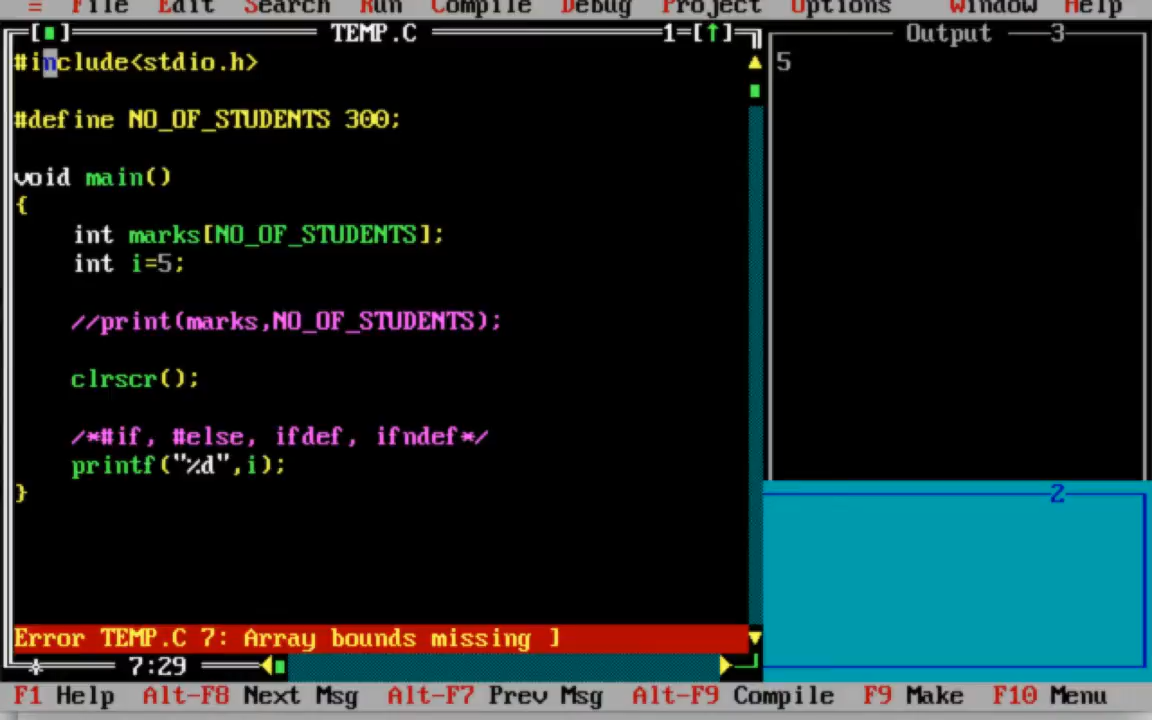 = File Edit Search Run Compile Debug Project Options Window Help
[■] TEMP.C 1=[↑]
#include<stdio.h>
#define NO_OF_STUDENTS 300;
void main()
{
int marks[NO_OF_STUDENTS];
int i=5;
//print(marks,NO_OF_STUDENTS);
clrscr();
/*#if, #else, ifdef, ifndef*/
printf("%d",i);
}
Error TEMP.C 7: Array bounds missing ]
7:29
Output 3
5
2
F1 Help Alt-F8 Next Msg Alt-F7 Prev Msg Alt-F9 Compile F9 Make F10 Menu